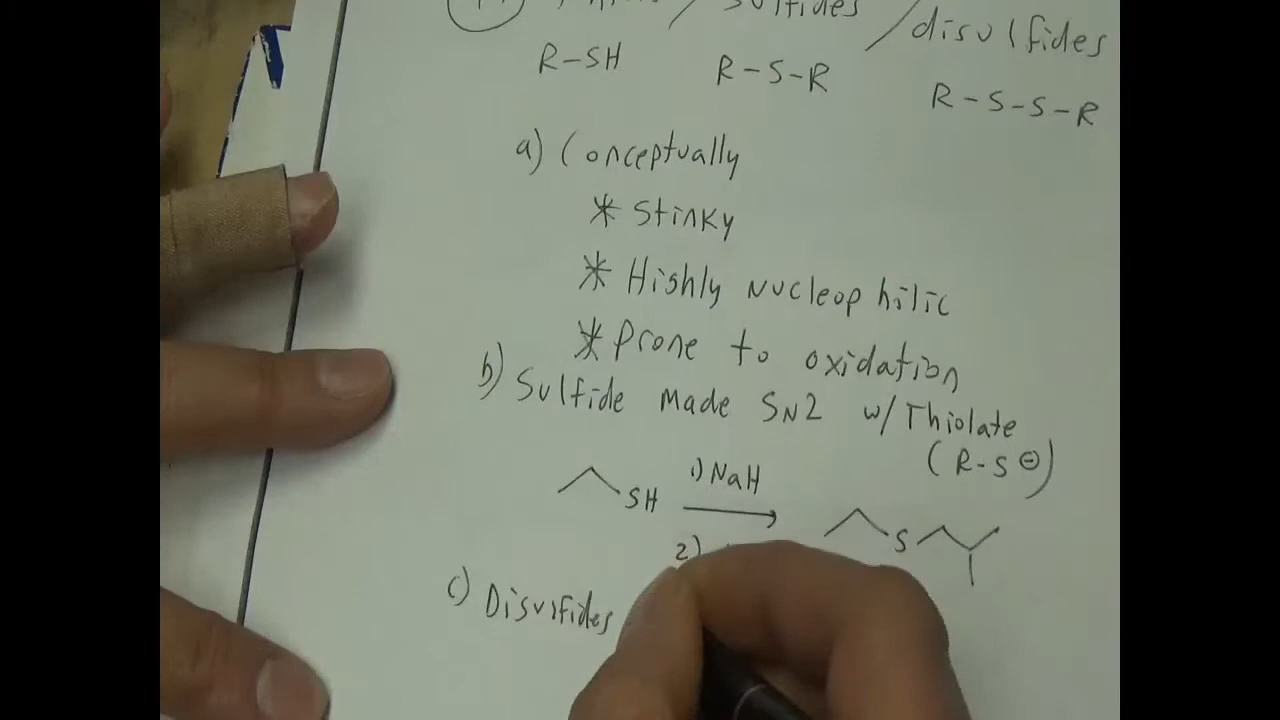 / sulfides / disulfides
R-SH R-S-R R-S-S-R
a) Conceptually
* Stinky
* Highly nucleophilic
* Prone to oxidation
b) Sulfide Made SN2 w/Thiolate
(R-S⊖)
SH 1) NaH S
2)
c) Disulfides